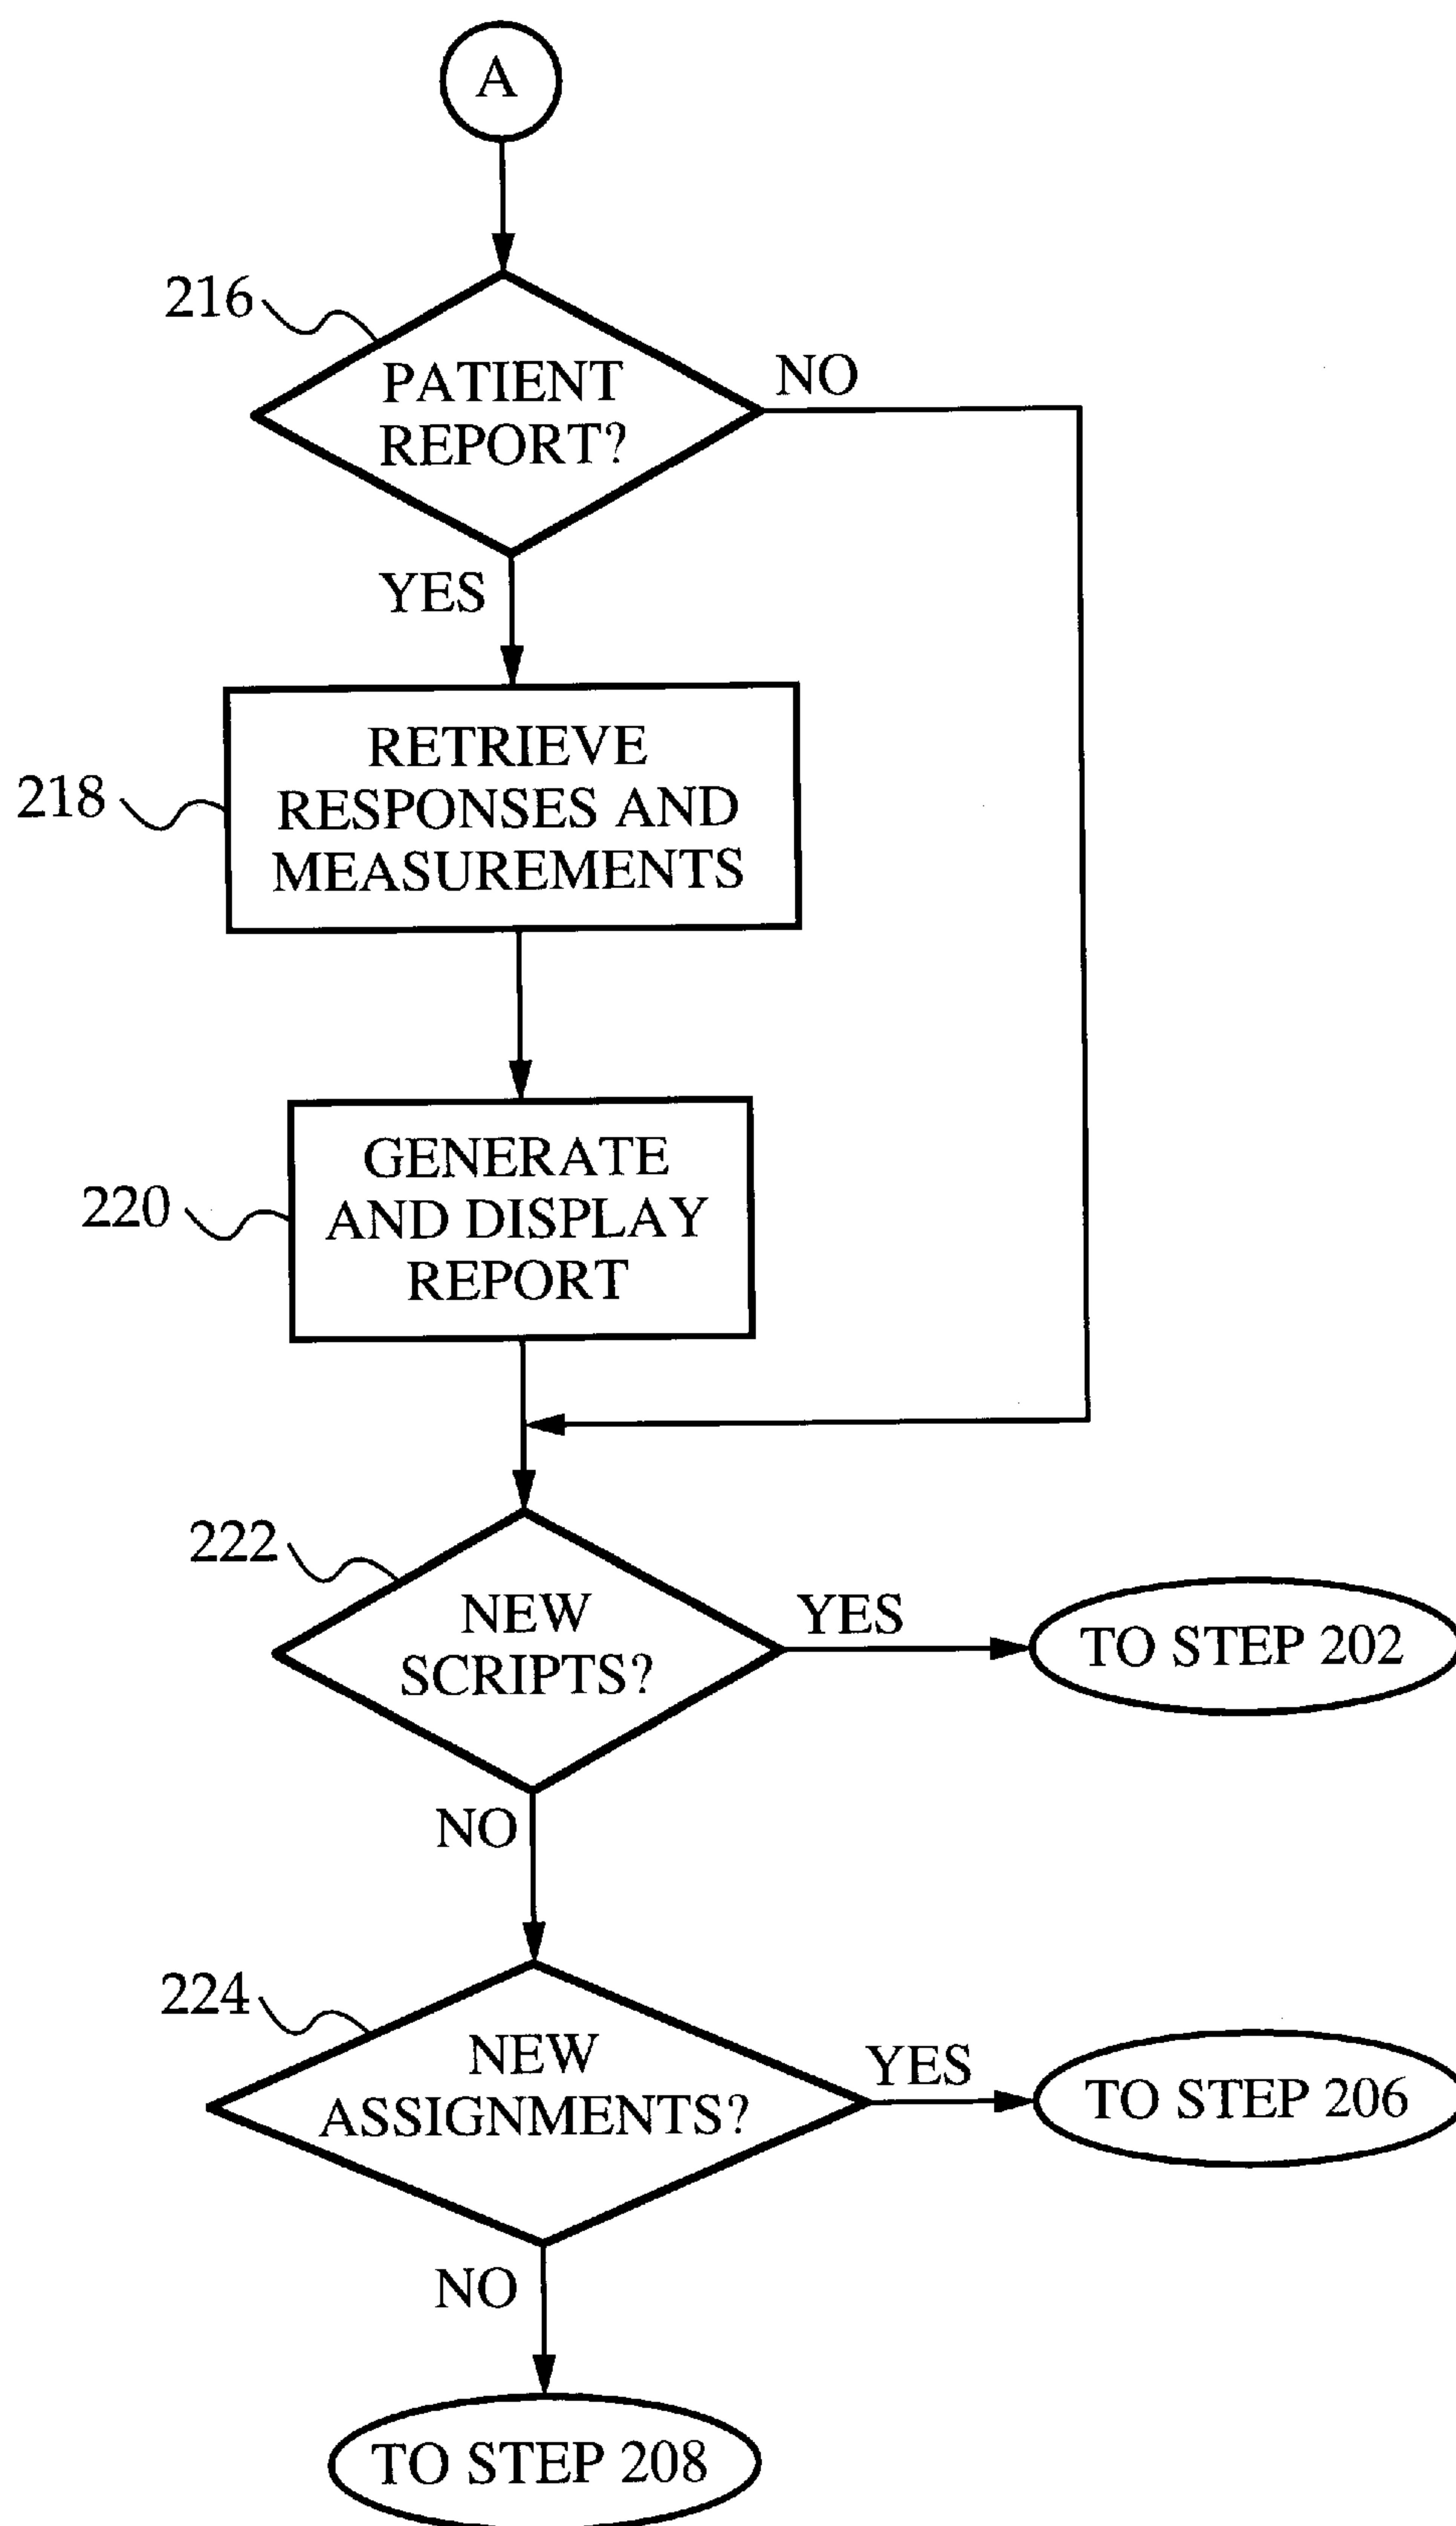 A
216
PATIENT
REPORT?
NO
YES
218
RETRIEVE
RESPONSES AND
MEASUREMENTS
220
GENERATE
AND DISPLAY
REPORT
222
NEW
SCRIPTS?
YES
TO STEP 202
NO
224
NEW
ASSIGNMENTS?
YES
TO STEP 206
NO
TO STEP 208